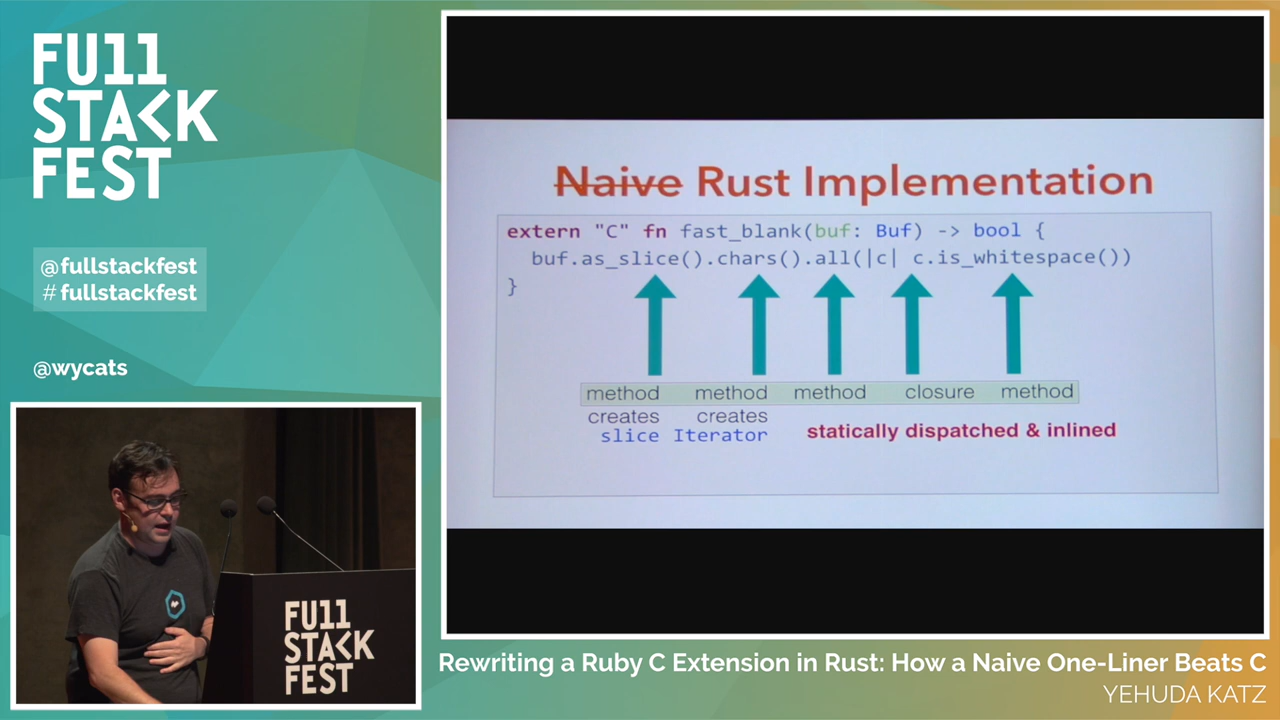 FU11
STACK
FEST
@fullstackfest
# fullstackfest
@wycats
Naive Rust Implementation
extern "C" fn fast_blank(buf: Buf) -> bool {
buf.as_slice().chars().all(|c| c.is_whitespace())
}
method method method closure method
creates creates
slice Iterator statically dispatched & inlined
FU11
STACK
FEST
Rewriting a Ruby C Extension in Rust: How a Naive One-Liner Beats C
YEHUDA KATZ